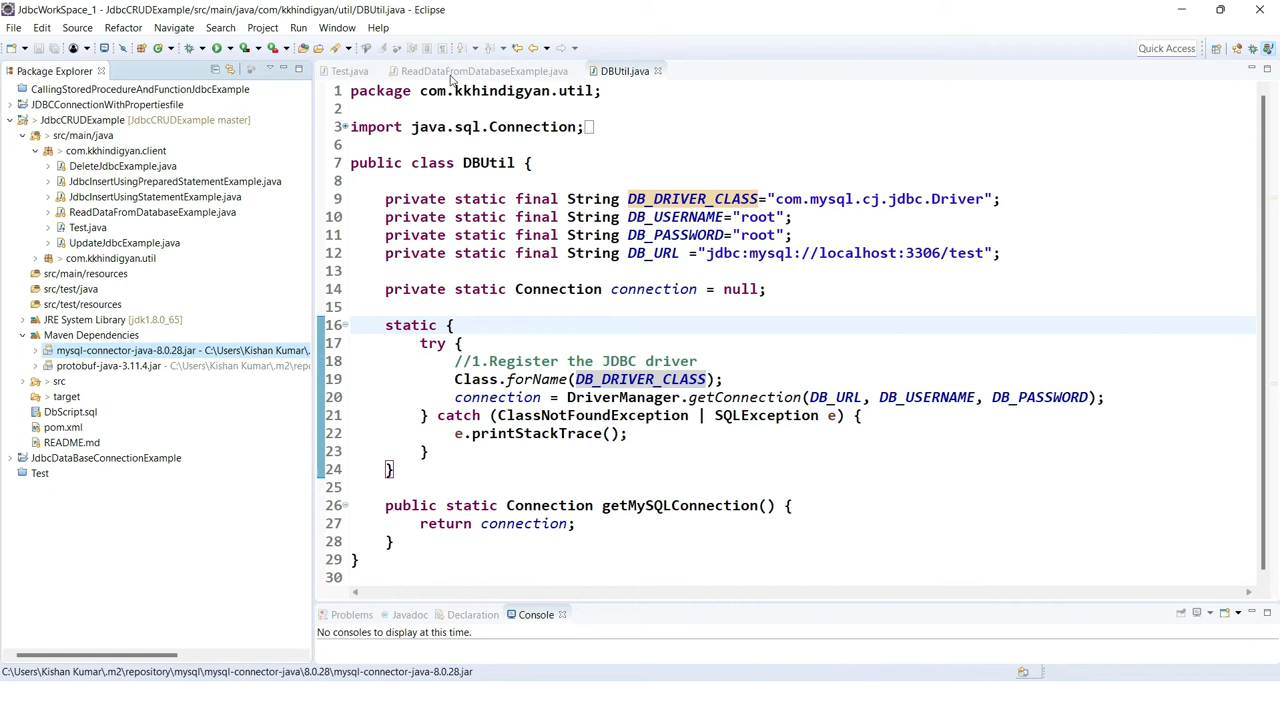 JdbcWorkSpace_1 - JdbcCRUDExample/src/main/java/com/kkhindigyan/util/DBUtil.java - Eclipse
File Edit Source Refactor Navigate Search Project Run Window Help
Quick Access
Package Explorer
CallingStoredProcedureAndFunctionJdbcExample
JDBCConnectionWithPropertiesfile
> JdbcCRUDExample [JdbcCRUDExample master]
> src/main/java
> com.kkhindigyan.client
DeleteJdbcExample.java
JdbcInsertUsingPreparedStatementExample.java
JdbcInsertUsingStatementExample.java
ReadDataFromDatabaseExample.java
Test.java
UpdateJdbcExample.java
> com.kkhindigyan.util
src/main/resources
src/test/java
src/test/resources
JRE System Library [jdk1.8.0_65]
Maven Dependencies
mysql-connector-java-8.0.28.jar - C:\Users\Kishan Kumar\.
protobuf-java-3.11.4.jar - C:\Users\Kishan Kumar\.m2\repo
> src
target
DbScript.sql
pom.xml
README.md
JdbcDataBaseConnectionExample
Test
Test.java ReadDataFromDatabaseExample.java DBUtil.java
1 package com.kkhindigyan.util;
2
3 import java.sql.Connection;
6
7 public class DBUtil {
8
9 private static final String DB_DRIVER_CLASS="com.mysql.cj.jdbc.Driver";
10 private static final String DB_USERNAME="root";
11 private static final String DB_PASSWORD="root";
12 private static final String DB_URL ="jdbc:mysql://localhost:3306/test";
13
14 private static Connection connection = null;
15
16 static {
17 try {
18 //1.Register the JDBC driver
19 Class.forName(DB_DRIVER_CLASS);
20 connection = DriverManager.getConnection(DB_URL, DB_USERNAME, DB_PASSWORD);
21 } catch (ClassNotFoundException | SQLException e) {
22 e.printStackTrace();
23 }
24 }
25
26 public static Connection getMySQLConnection() {
27 return connection;
28 }
29 }
30
Problems Javadoc Declaration Console
No consoles to display at this time.
C:\Users\Kishan Kumar\.m2\repository\mysql\mysql-connector-java\8.0.28\mysql-connector-java-8.0.28.jar